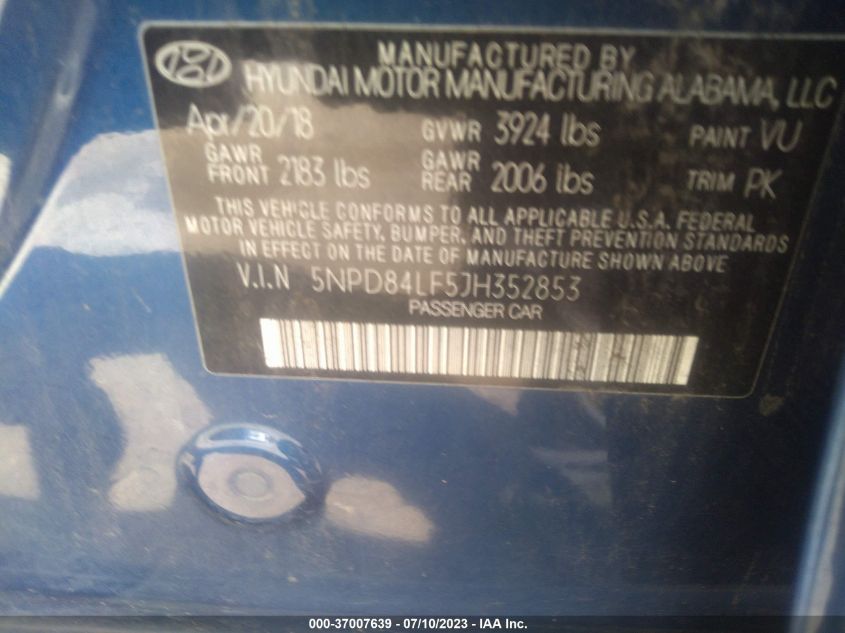 MANUFACTURED BY
HYUNDAI MOTOR MANUFACTURING ALABAMA, LLC
Apr/20/18 GVWR 3924 lbs PAINT VU
GAWR FRONT 2183 lbs GAWR REAR 2006 lbs TRIM PK
THIS VEHICLE CONFORMS TO ALL APPLICABLE U.S.A. FEDERAL
MOTOR VEHICLE SAFETY, BUMPER, AND THEFT PREVENTION STANDARDS
IN EFFECT ON THE DATE OF MANUFACTURE SHOWN ABOVE
V.I.N 5NPD84LF5JH352853
PASSENGER CAR
000-37007639 - 07/10/2023 - IAA Inc.